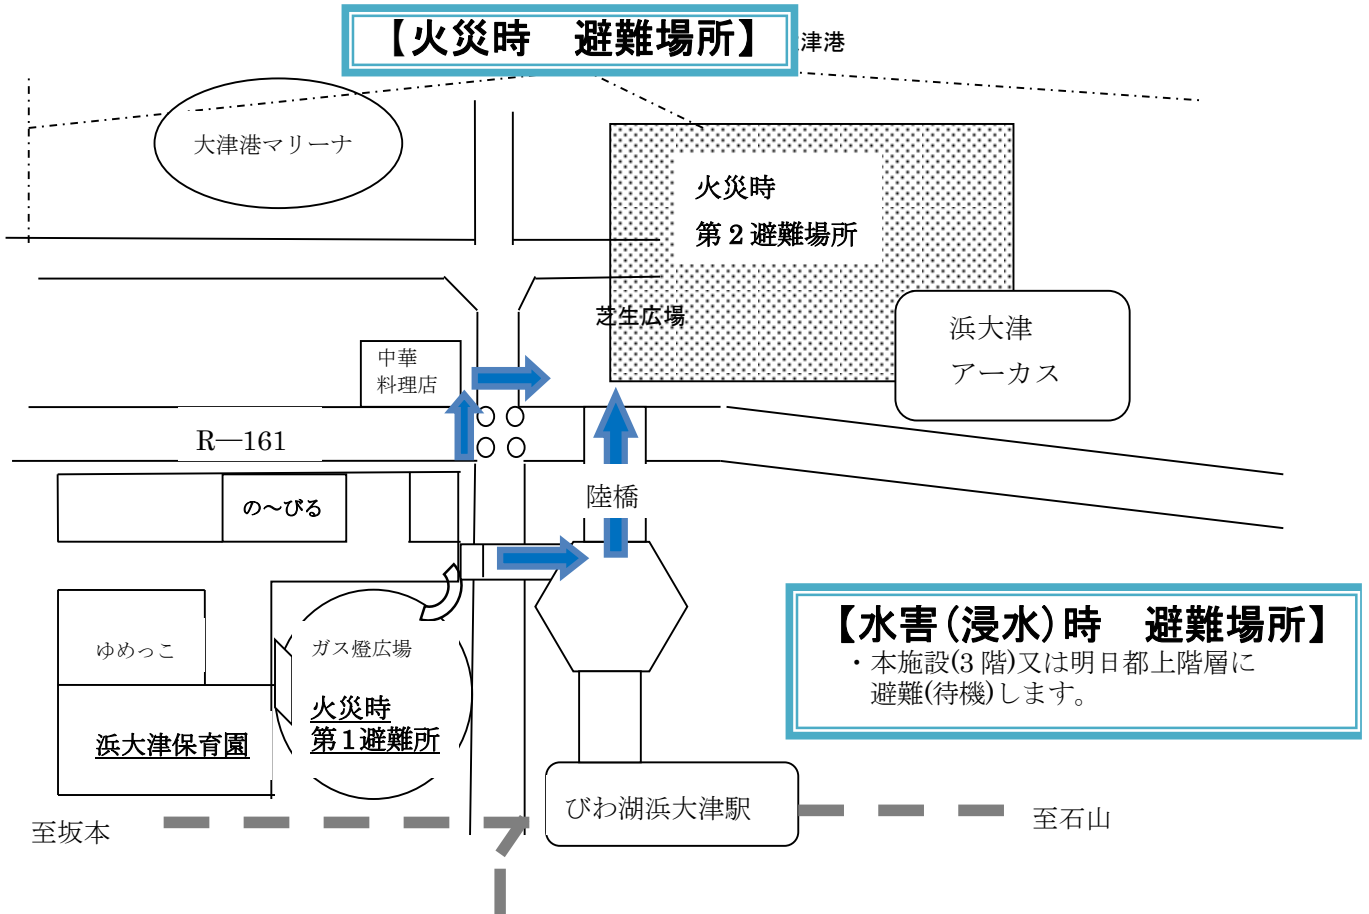 【火災時　避難場所】
津港
大津港マリーナ
火災時
第２避難場所
芝生広場
浜大津
アーカス
中華
料理店
R―161
の～びる
陸橋
ゆめっこ
ガス燈広場
火災時
第１避難所
浜大津保育園
【水害(浸水)時　避難場所】
・本施設(3 階)又は明日都上階層に
避難(待機)します。
びわ湖浜大津駅
至坂本
至石山